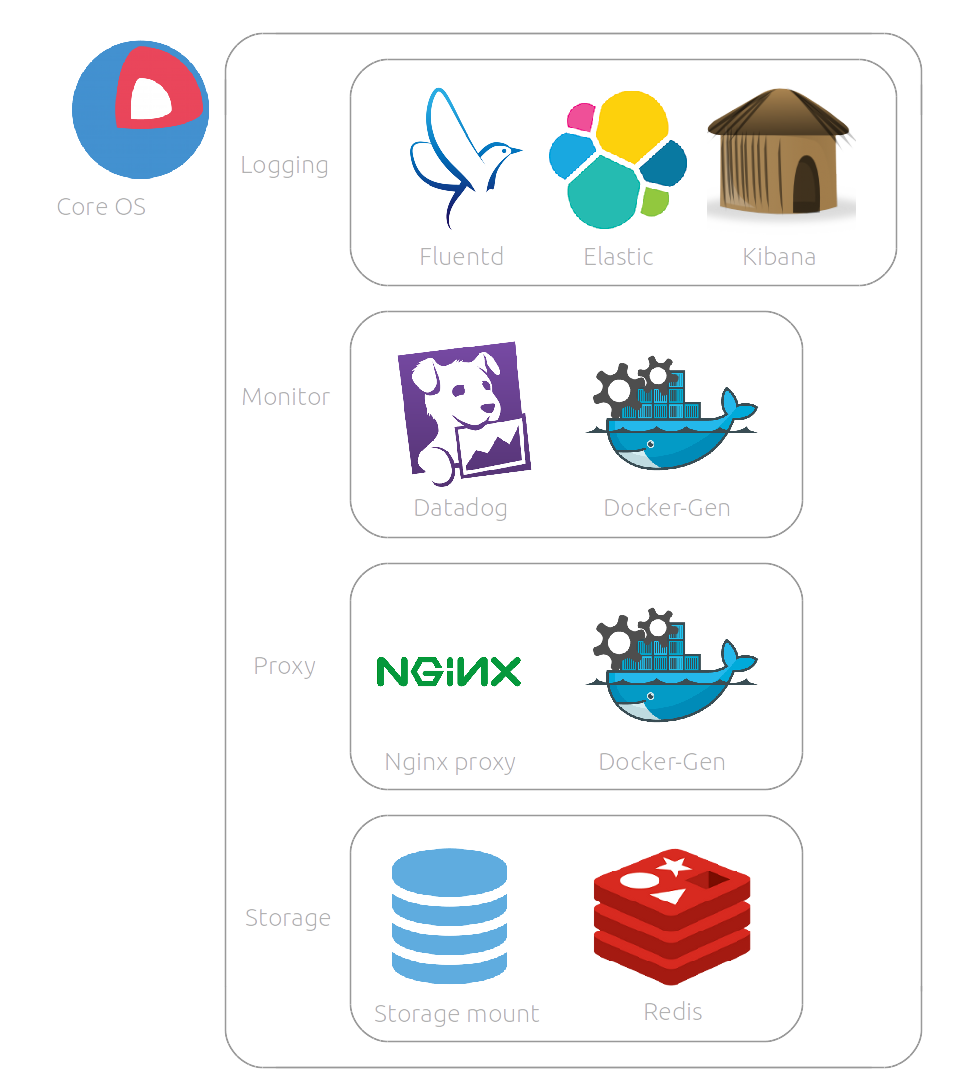 Core OS
Logging
Fluentd
Elastic
Kibana
Monitor
Datadog
Docker-Gen
Proxy
NGiNX
Nginx proxy
Docker-Gen
Storage
Storage mount
Redis